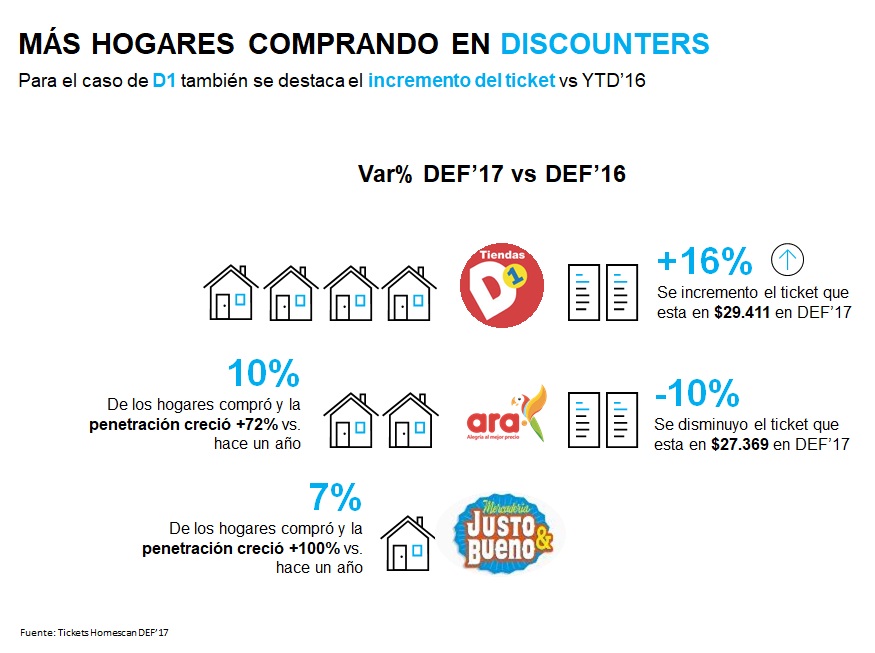 MÁS HOGARES COMPRANDO EN DISCOUNTERS
Para el caso de D1 también se destaca el incremento del ticket vs YTD'16
Var% DEF'17 vs DEF'16
Tiendas
D1
+16%
Se incremento el ticket que
esta en $29.411 en DEF'17
10%
De los hogares compró y la
penetración creció +72% vs.
hace un año
ara
Alegría al mejor precio
-10%
Se disminuyo el ticket que
esta en $27.369 en DEF'17
7%
De los hogares compró y la
penetración creció +100% vs.
hace un año
Mercadería
JUSTO &
BUENO
Fuente: Tickets Homescan DEF'17